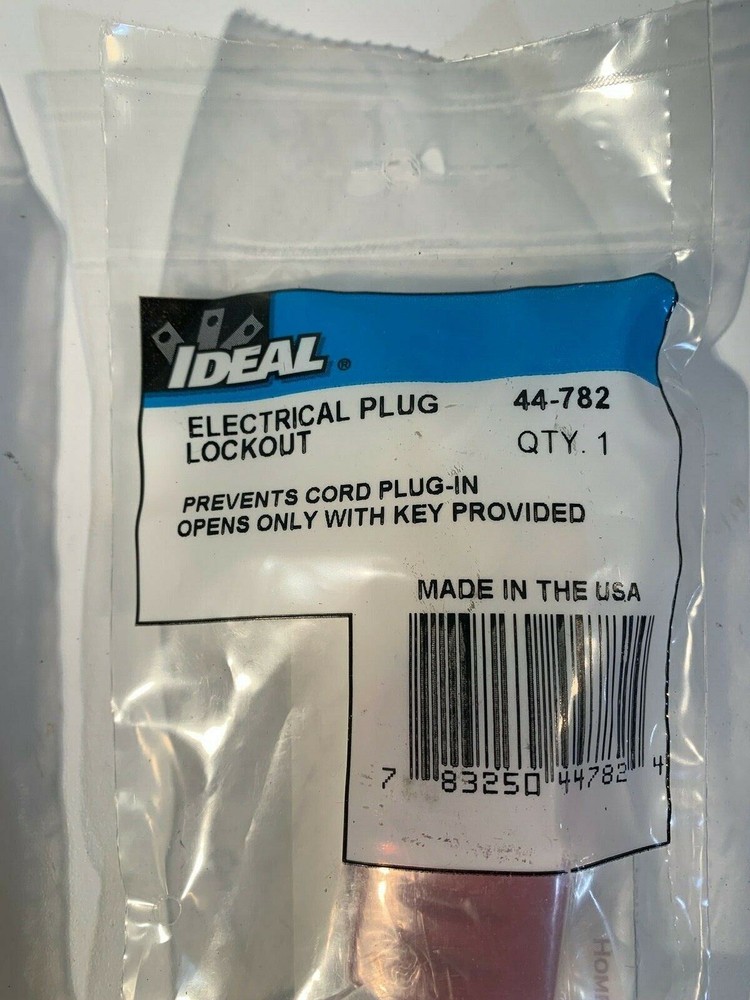 IDEAL ®
ELECTRICAL PLUG 44-782
LOCKOUT QTY. 1
PREVENTS CORD PLUG-IN
OPENS ONLY WITH KEY PROVIDED
MADE IN THE USA
7 83250 44782 4